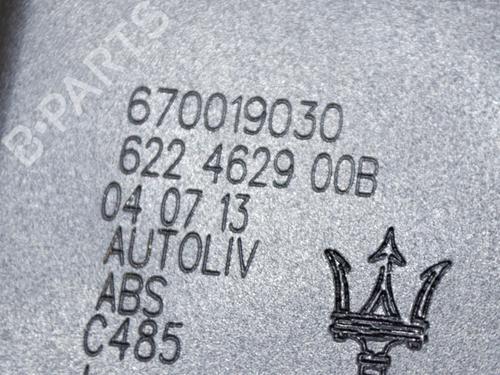 B-PARTS
670019030
622 4629 00B
04 07 13
AUTOLIV
ABS
C485